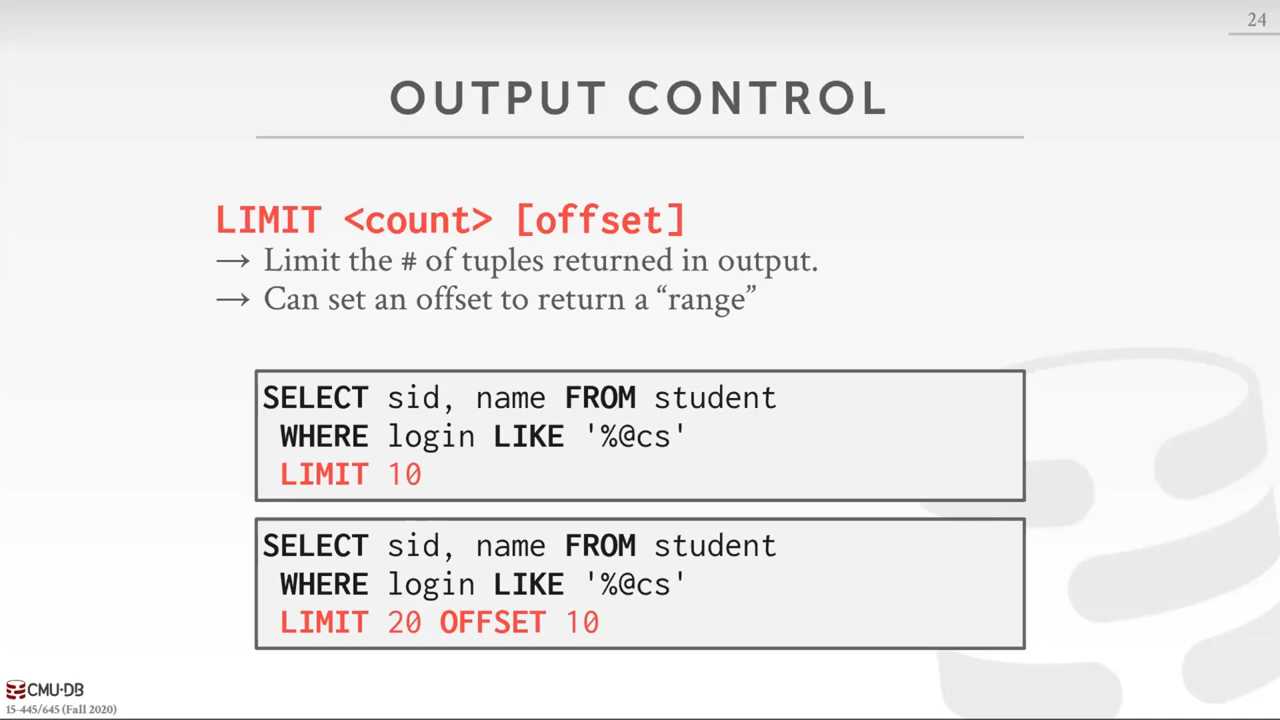 24
OUTPUT CONTROL
LIMIT <count> [offset]
→ Limit the # of tuples returned in output.
→ Can set an offset to return a “range”
SELECT sid, name FROM student
WHERE login LIKE '%@cs'
LIMIT 10
SELECT sid, name FROM student
WHERE login LIKE '%@cs'
LIMIT 20 OFFSET 10
CMU·DB
15-445/645 (Fall 2020)